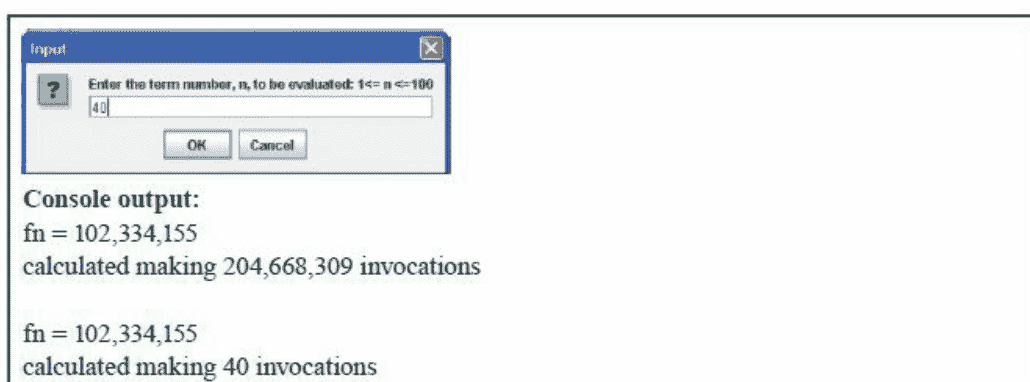 Input
?
Enter the term number, n, to be evaluated: 1<= n <=100
40
OK Cancel
Console output:
fn = 102,334,155
calculated making 204,668,309 invocations
fn = 102,334,155
calculated making 40 invocations